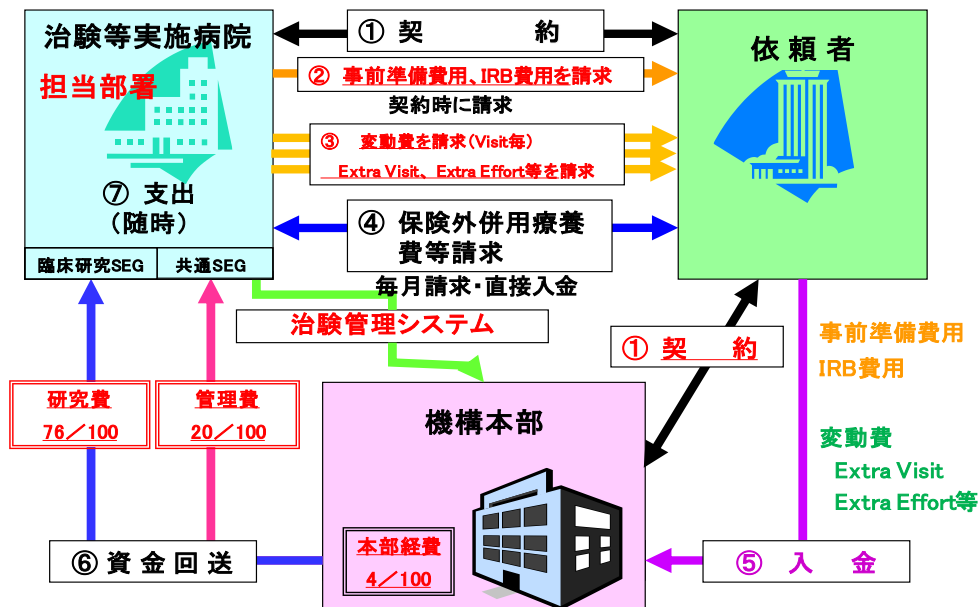 治験等実施病院
担当部署
⑦ 支出
（随時）
臨床研究SEG
共通SEG
① 契　　約
② 事前準備費用、IRB費用を請求
契約時に請求
③ 変動費を請求（Visit毎）
Extra Visit、Extra Effort等を請求
④ 保険外併用療養
費等請求
毎月請求・直接入金
依頼者
治験管理システム
① 契　約
事前準備費用
IRB費用
変動費
Extra Visit
Extra Effort等
研究費
76／100
管理費
20／100
機構本部
本部経費
4／100
⑥ 資金回送
⑤ 入　金